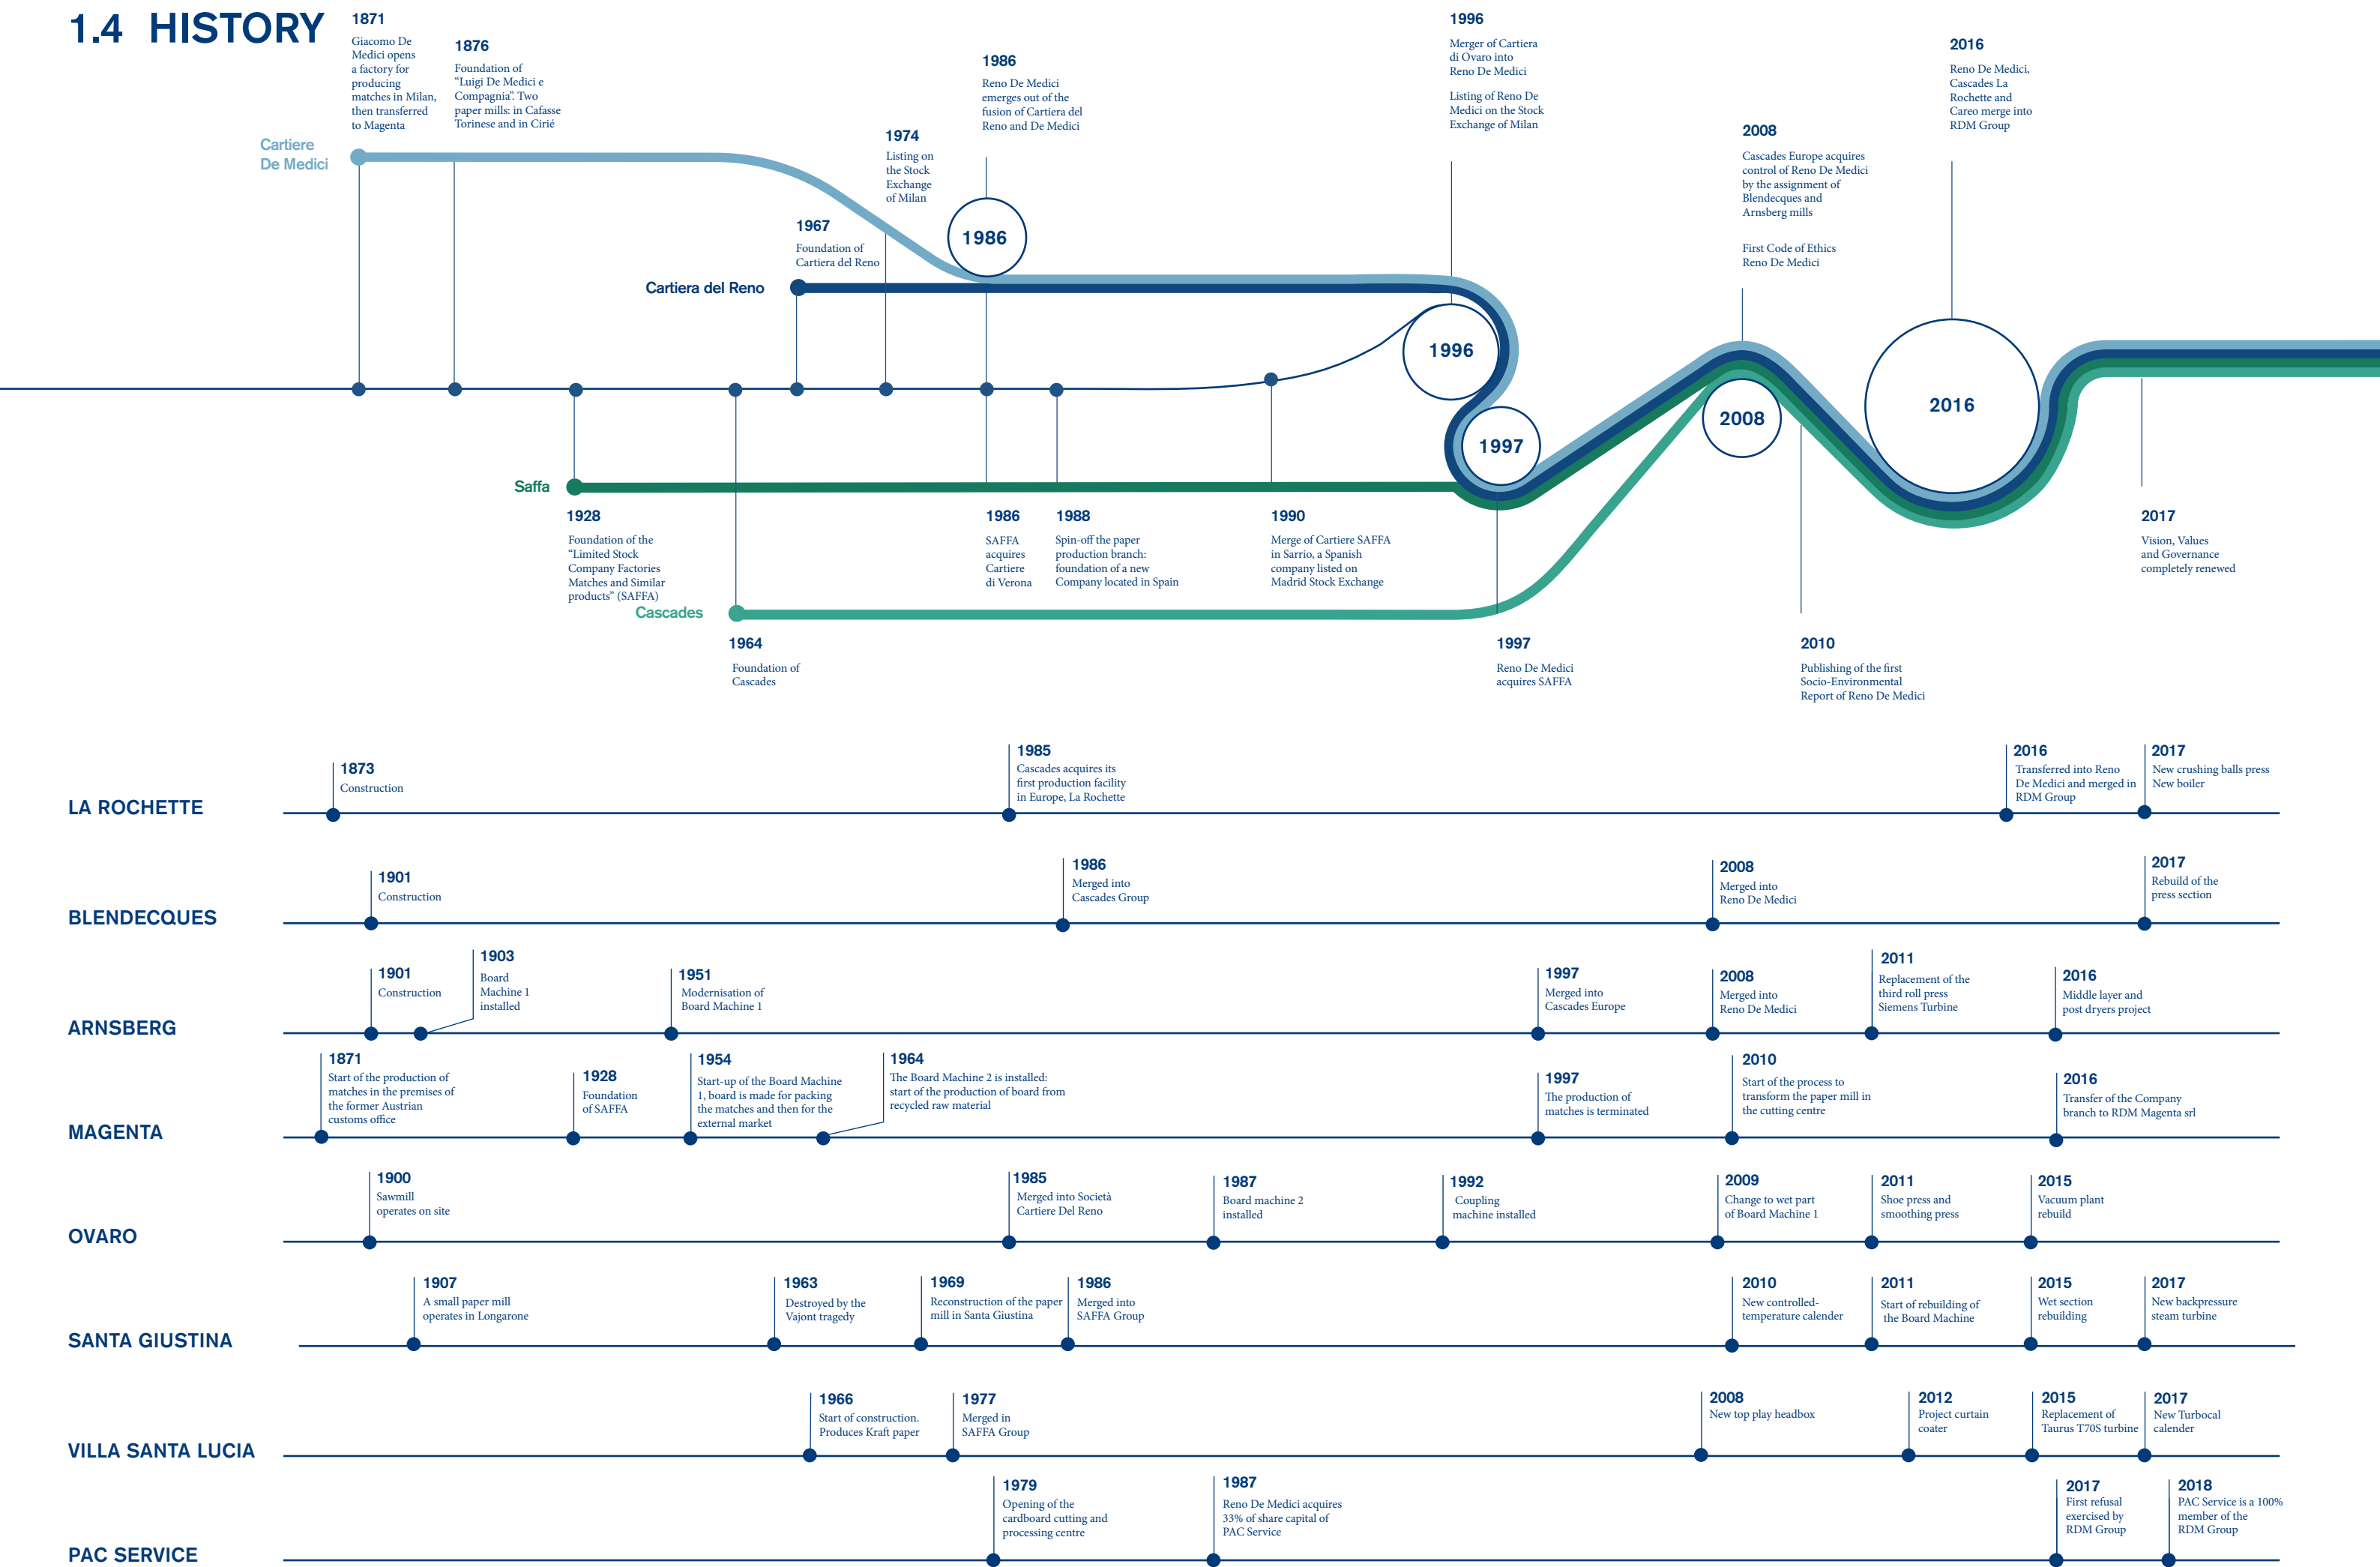 1.4 HISTORY
1871
Giacomo De
Medici opens
a factory for
producing
matches in Milan,
then transferred
to Magenta
1876
Foundation of
“Luigi De Medici e
Compagnia”. Two
paper mills: in Cafasse
Torinese and in Cirié
1974
Listing on
the Stock
Exchange
of Milan
1986
Reno De Medici
emerges out of the
fusion of Cartiera del
Reno and De Medici
1996
Merger of Cartiera
di Ovaro into
Reno De Medici
Listing of Reno De
Medici on the Stock
Exchange of Milan
2008
Cascades Europe acquires
control of Reno De Medici
by the assignment of
Blendecques and
Arnsberg mills
First Code of Ethics
Reno De Medici
2016
Reno De Medici,
Cascades La
Rochette and
Careo merge into
RDM Group
Cartiere
De Medici
1967
Foundation of
Cartiera del Reno
Cartiera del Reno
1986
1996
1997
2008
2016
Saffa
1928
Foundation of the
“Limited Stock
Company Factories
Matches and Similar
products” (SAFFA)
1986
SAFFA
acquires
Cartiere
di Verona
1988
Spin-off the paper
production branch:
foundation of a new
Company located in Spain
1990
Merge of Cartiere SAFFA
in Sarrio, a Spanish
company listed on
Madrid Stock Exchange
2017
Vision, Values
and Governance
completely renewed
Cascades
1964
Foundation of
Cascades
1997
Reno De Medici
acquires SAFFA
2010
Publishing of the first
Socio-Environmental
Report of Reno De Medici
LA ROCHETTE
1873
Construction
1985
Cascades acquires its
first production facility
in Europe, La Rochette
2016
Transferred into Reno
De Medici and merged in
RDM Group
2017
New crushing balls press
New boiler
BLENDECQUES
1901
Construction
1986
Merged into
Cascades Group
2008
Merged into
Reno De Medici
2017
Rebuild of the
press section
ARNSBERG
1901
Construction
1903
Board
Machine 1
installed
1951
Modernisation of
Board Machine 1
1997
Merged into
Cascades Europe
2008
Merged into
Reno De Medici
2011
Replacement of the
third roll press
Siemens Turbine
2016
Middle layer and
post dryers project
MAGENTA
1871
Start of the production of
matches in the premises of
the former Austrian
customs office
1928
Foundation
of SAFFA
1954
Start-up of the Board Machine
1, board is made for packing
the matches and then for the
external market
1964
The Board Machine 2 is installed:
start of the production of board from
recycled raw material
1997
The production of
matches is terminated
2010
Start of the process to
transform the paper mill in
the cutting centre
2016
Transfer of the Company
branch to RDM Magenta srl
OVARO
1900
Sawmill
operates on site
1985
Merged into Società
Cartiere Del Reno
1987
Board machine 2
installed
1992
Coupling
machine installed
2009
Change to wet part
of Board Machine 1
2011
Shoe press and
smoothing press
2015
Vacuum plant
rebuild
SANTA GIUSTINA
1907
A small paper mill
operates in Longarone
1963
Destroyed by the
Vajont tragedy
1969
Reconstruction of the paper
mill in Santa Giustina
1986
Merged into
SAFFA Group
2010
New controlled-
temperature calender
2011
Start of rebuilding of
the Board Machine
2015
Wet section
rebuilding
2017
New backpressure
steam turbine
VILLA SANTA LUCIA
1966
Start of construction.
Produces Kraft paper
1977
Merged in
SAFFA Group
2008
New top play headbox
2012
Project curtain
coater
2015
Replacement of
Taurus T70S turbine
2017
New Turbocal
calender
PAC SERVICE
1979
Opening of the
cardboard cutting and
processing centre
1987
Reno De Medici acquires
33% of share capital of
PAC Service
2017
First refusal
exercised by
RDM Group
2018
PAC Service is a 100%
member of the
RDM Group